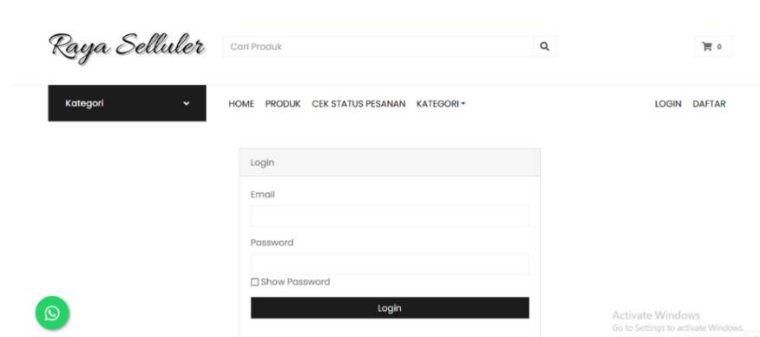 Raya Selluler
Cari Produk
0
Kategori
HOME PRODUK CEK STATUS PESANAN KATEGORI
LOGIN DAFTAR
Login
Email
Password
Show Password
Login
Activate Windows
Go to Settings to activate Windows.